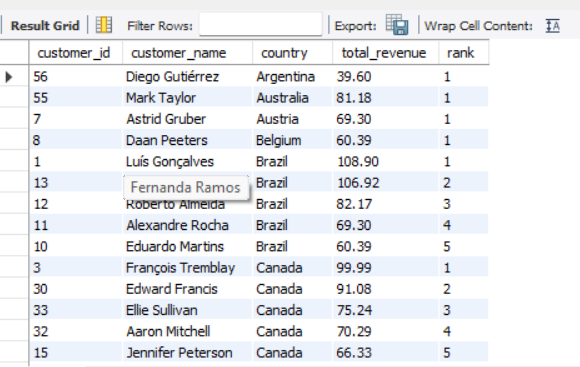 Result Grid Filter Rows: Export: Wrap Cell Content: IA
customer_id customer_name country total_revenue rank
56 Diego Gutiérrez Argentina 39.60 1
55 Mark Taylor Australia 81.18 1
7 Astrid Gruber Austria 69.30 1
8 Daan Peeters Belgium 60.39 1
1 Luís Gonçalves Brazil 108.90 1
13 Fernanda Ramos Brazil 106.92 2
12 Roberto Almeida Brazil 82.17 3
11 Alexandre Rocha Brazil 69.30 4
10 Eduardo Martins Brazil 60.39 5
3 François Tremblay Canada 99.99 1
30 Edward Francis Canada 91.08 2
33 Ellie Sullivan Canada 75.24 3
32 Aaron Mitchell Canada 70.29 4
15 Jennifer Peterson Canada 66.33 5